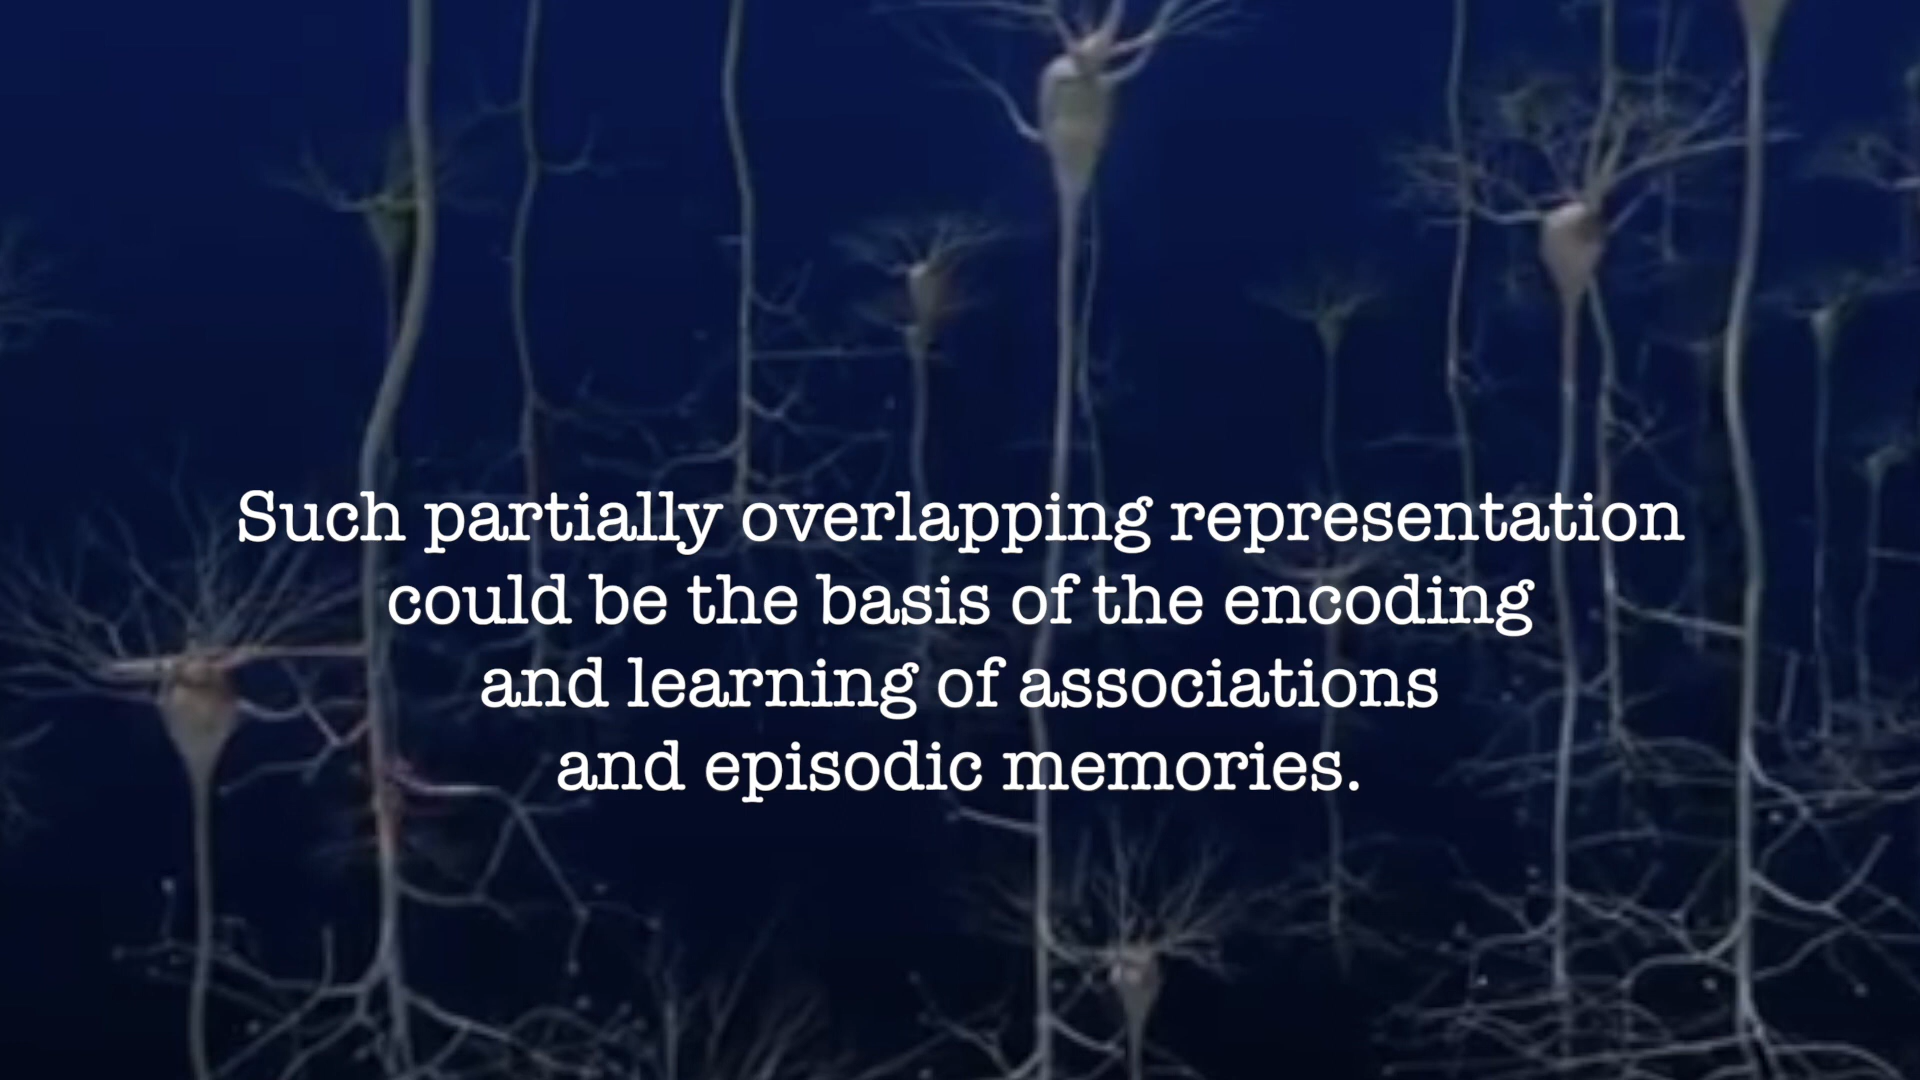 Such partially overlapping representation
could be the basis of the encoding
and learning of associations
and episodic memories.